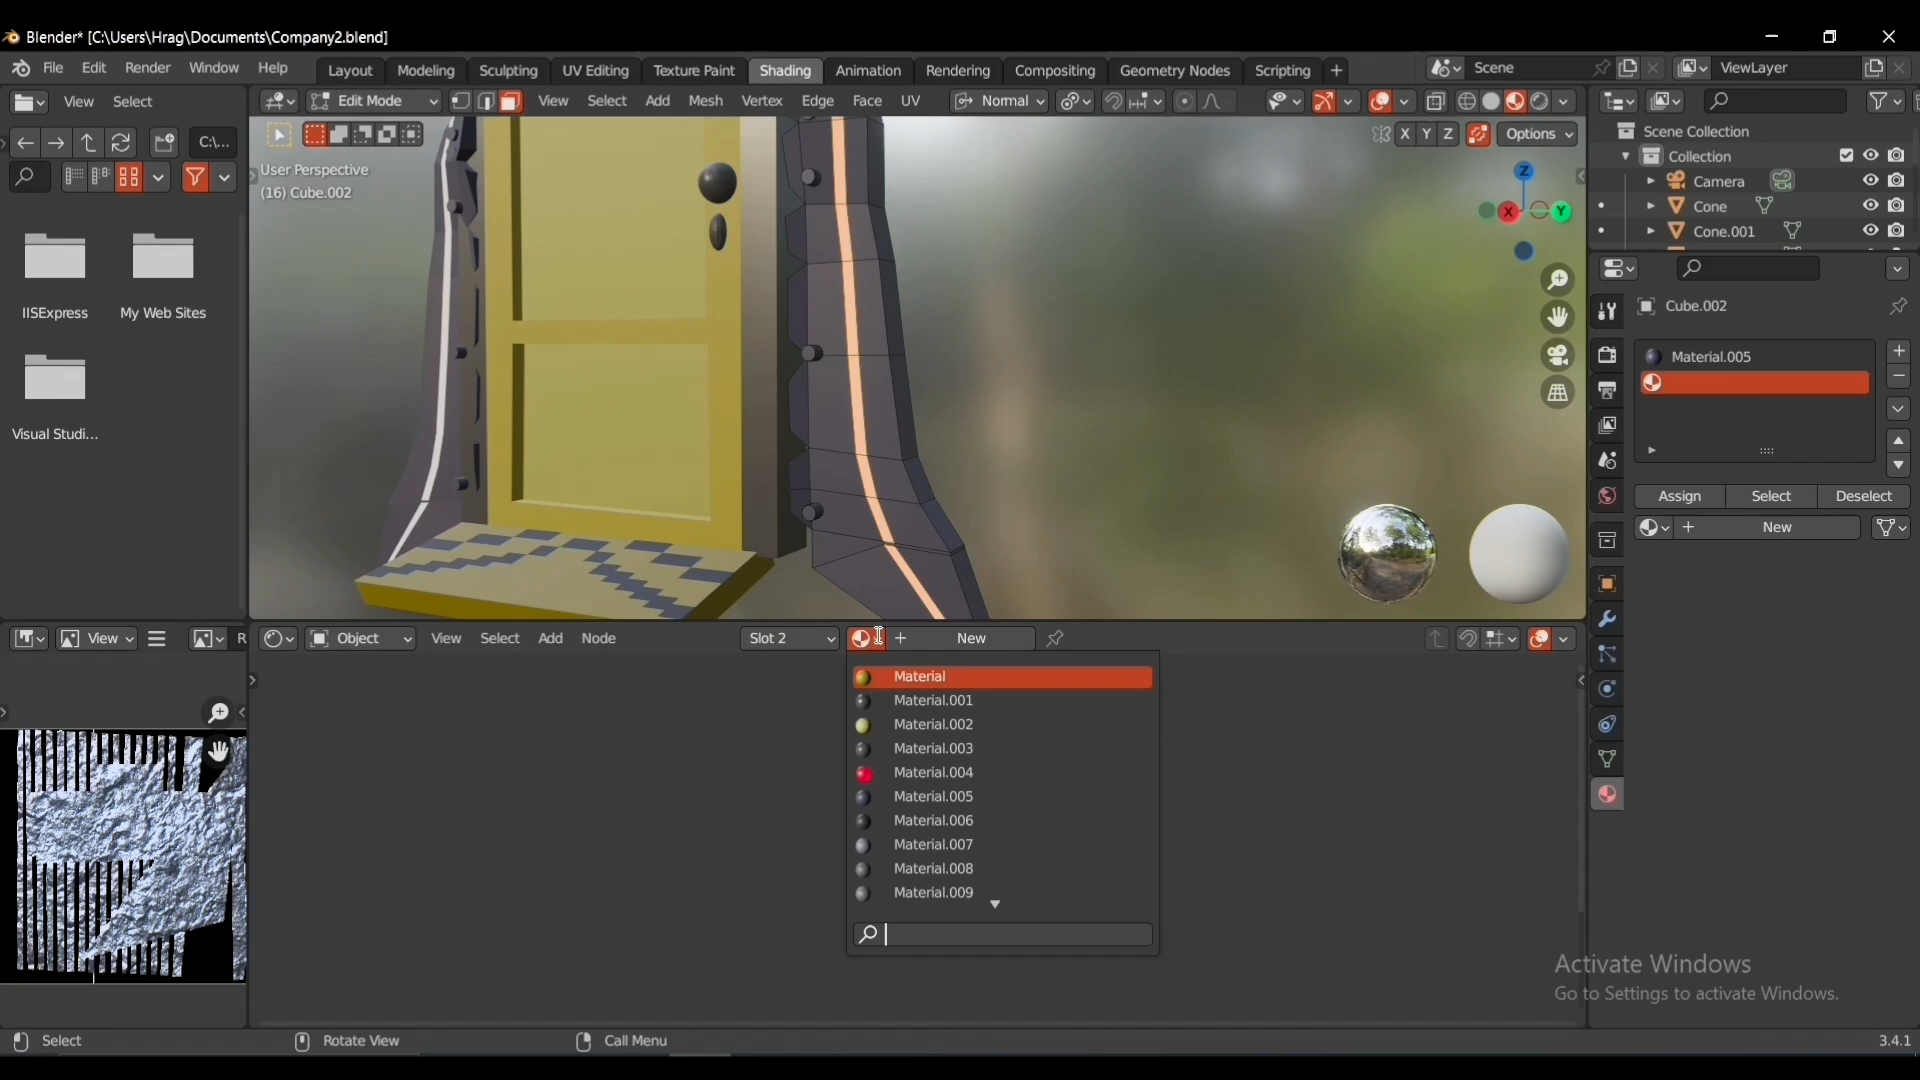 Blender* [C:\Users\Hrag\Documents\Company2.blend]
File Edit Render Window Help Layout Modeling Sculpting UV Editing Texture Paint Shading Animation Rendering Compositing Geometry Nodes Scripting + Scene ViewLayer
View Select Edit Mode View Select Add Mesh Vertex Edge Face UV Normal
C:\...
X Y Z Options
User Perspective
(16) Cube.002
Z
X Y
IISExpress My Web Sites
Visual Studi...
Scene Collection
Collection
Camera
Cone
Cone.001
Cube.002
Material.005
Assign Select Deselect
New
View R Object View Select Add Node Slot 2 New
Material
Material.001
Material.002
Material.003
Material.004
Material.005
Material.006
Material.007
Material.008
Material.009
Activate Windows
Go to Settings to activate Windows.
Select Rotate View Call Menu 3.4.1